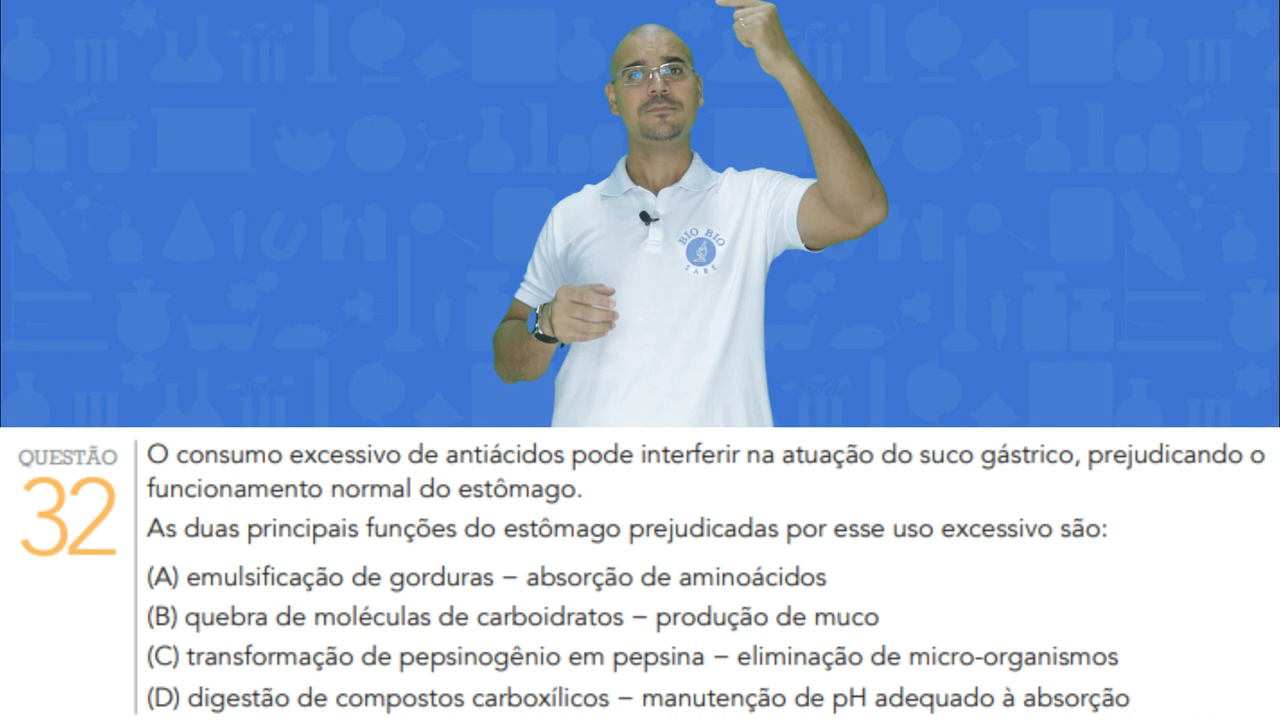 BIO BIO
SABE
QUESTÃO
32
O consumo excessivo de antiácidos pode interferir na atuação do suco gástrico, prejudicando o
funcionamento normal do estômago.
As duas principais funções do estômago prejudicadas por esse uso excessivo são:
(A) emulsificação de gorduras – absorção de aminoácidos
(B) quebra de moléculas de carboidratos – produção de muco
(C) transformação de pepsinogênio em pepsina – eliminação de micro-organismos
(D) digestão de compostos carboxílicos – manutenção de pH adequado à absorção